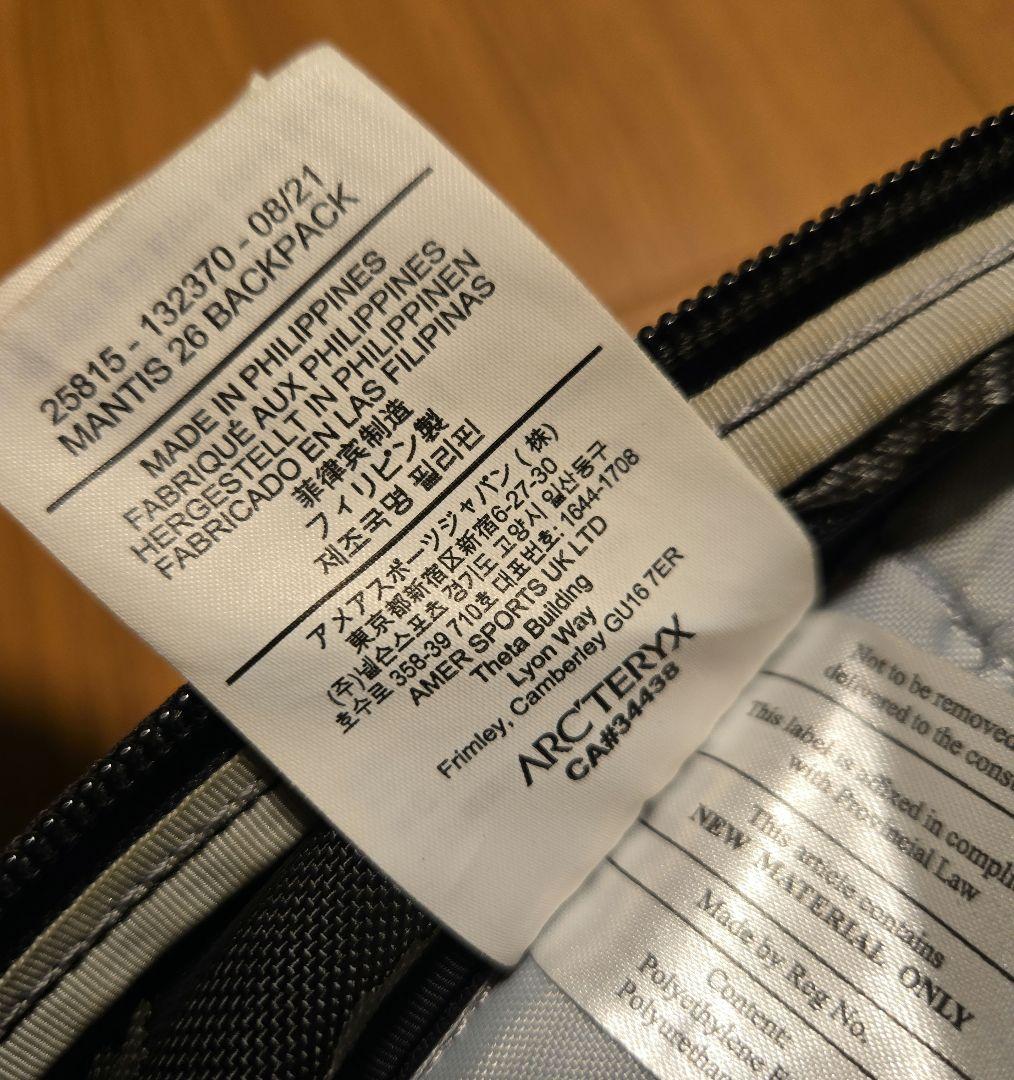 25815 - 132370 - 08/21
MANTIS 26 BACKPACK
MADE IN PHILIPPINES
FABRIQUÉ AUX PHILIPPINES
HERGESTELLT IN PHILIPPINEN
FABRICADO EN LAS FILIPINAS
菲律宾制造
フィリピン製
제조국명 필리핀
アメアスポーツジャパン(株)
東京都新宿区新宿6-27-30
(주)넬슨스포츠 경기도 고양시 일산동구
호수로 358-39 710호 대표번호: 1644-1708
AMER SPORTS UK LTD
Theta Building
Lyon Way
Frimley, Camberley GU16 7ER
ARC'TERYX
CA#34438
Not to be removed
delivered to the
This label is affixed in
with Provincial Law
This article contains
NEW MATERIAL ONLY
Made by Reg No.
Content:
Polyethylene